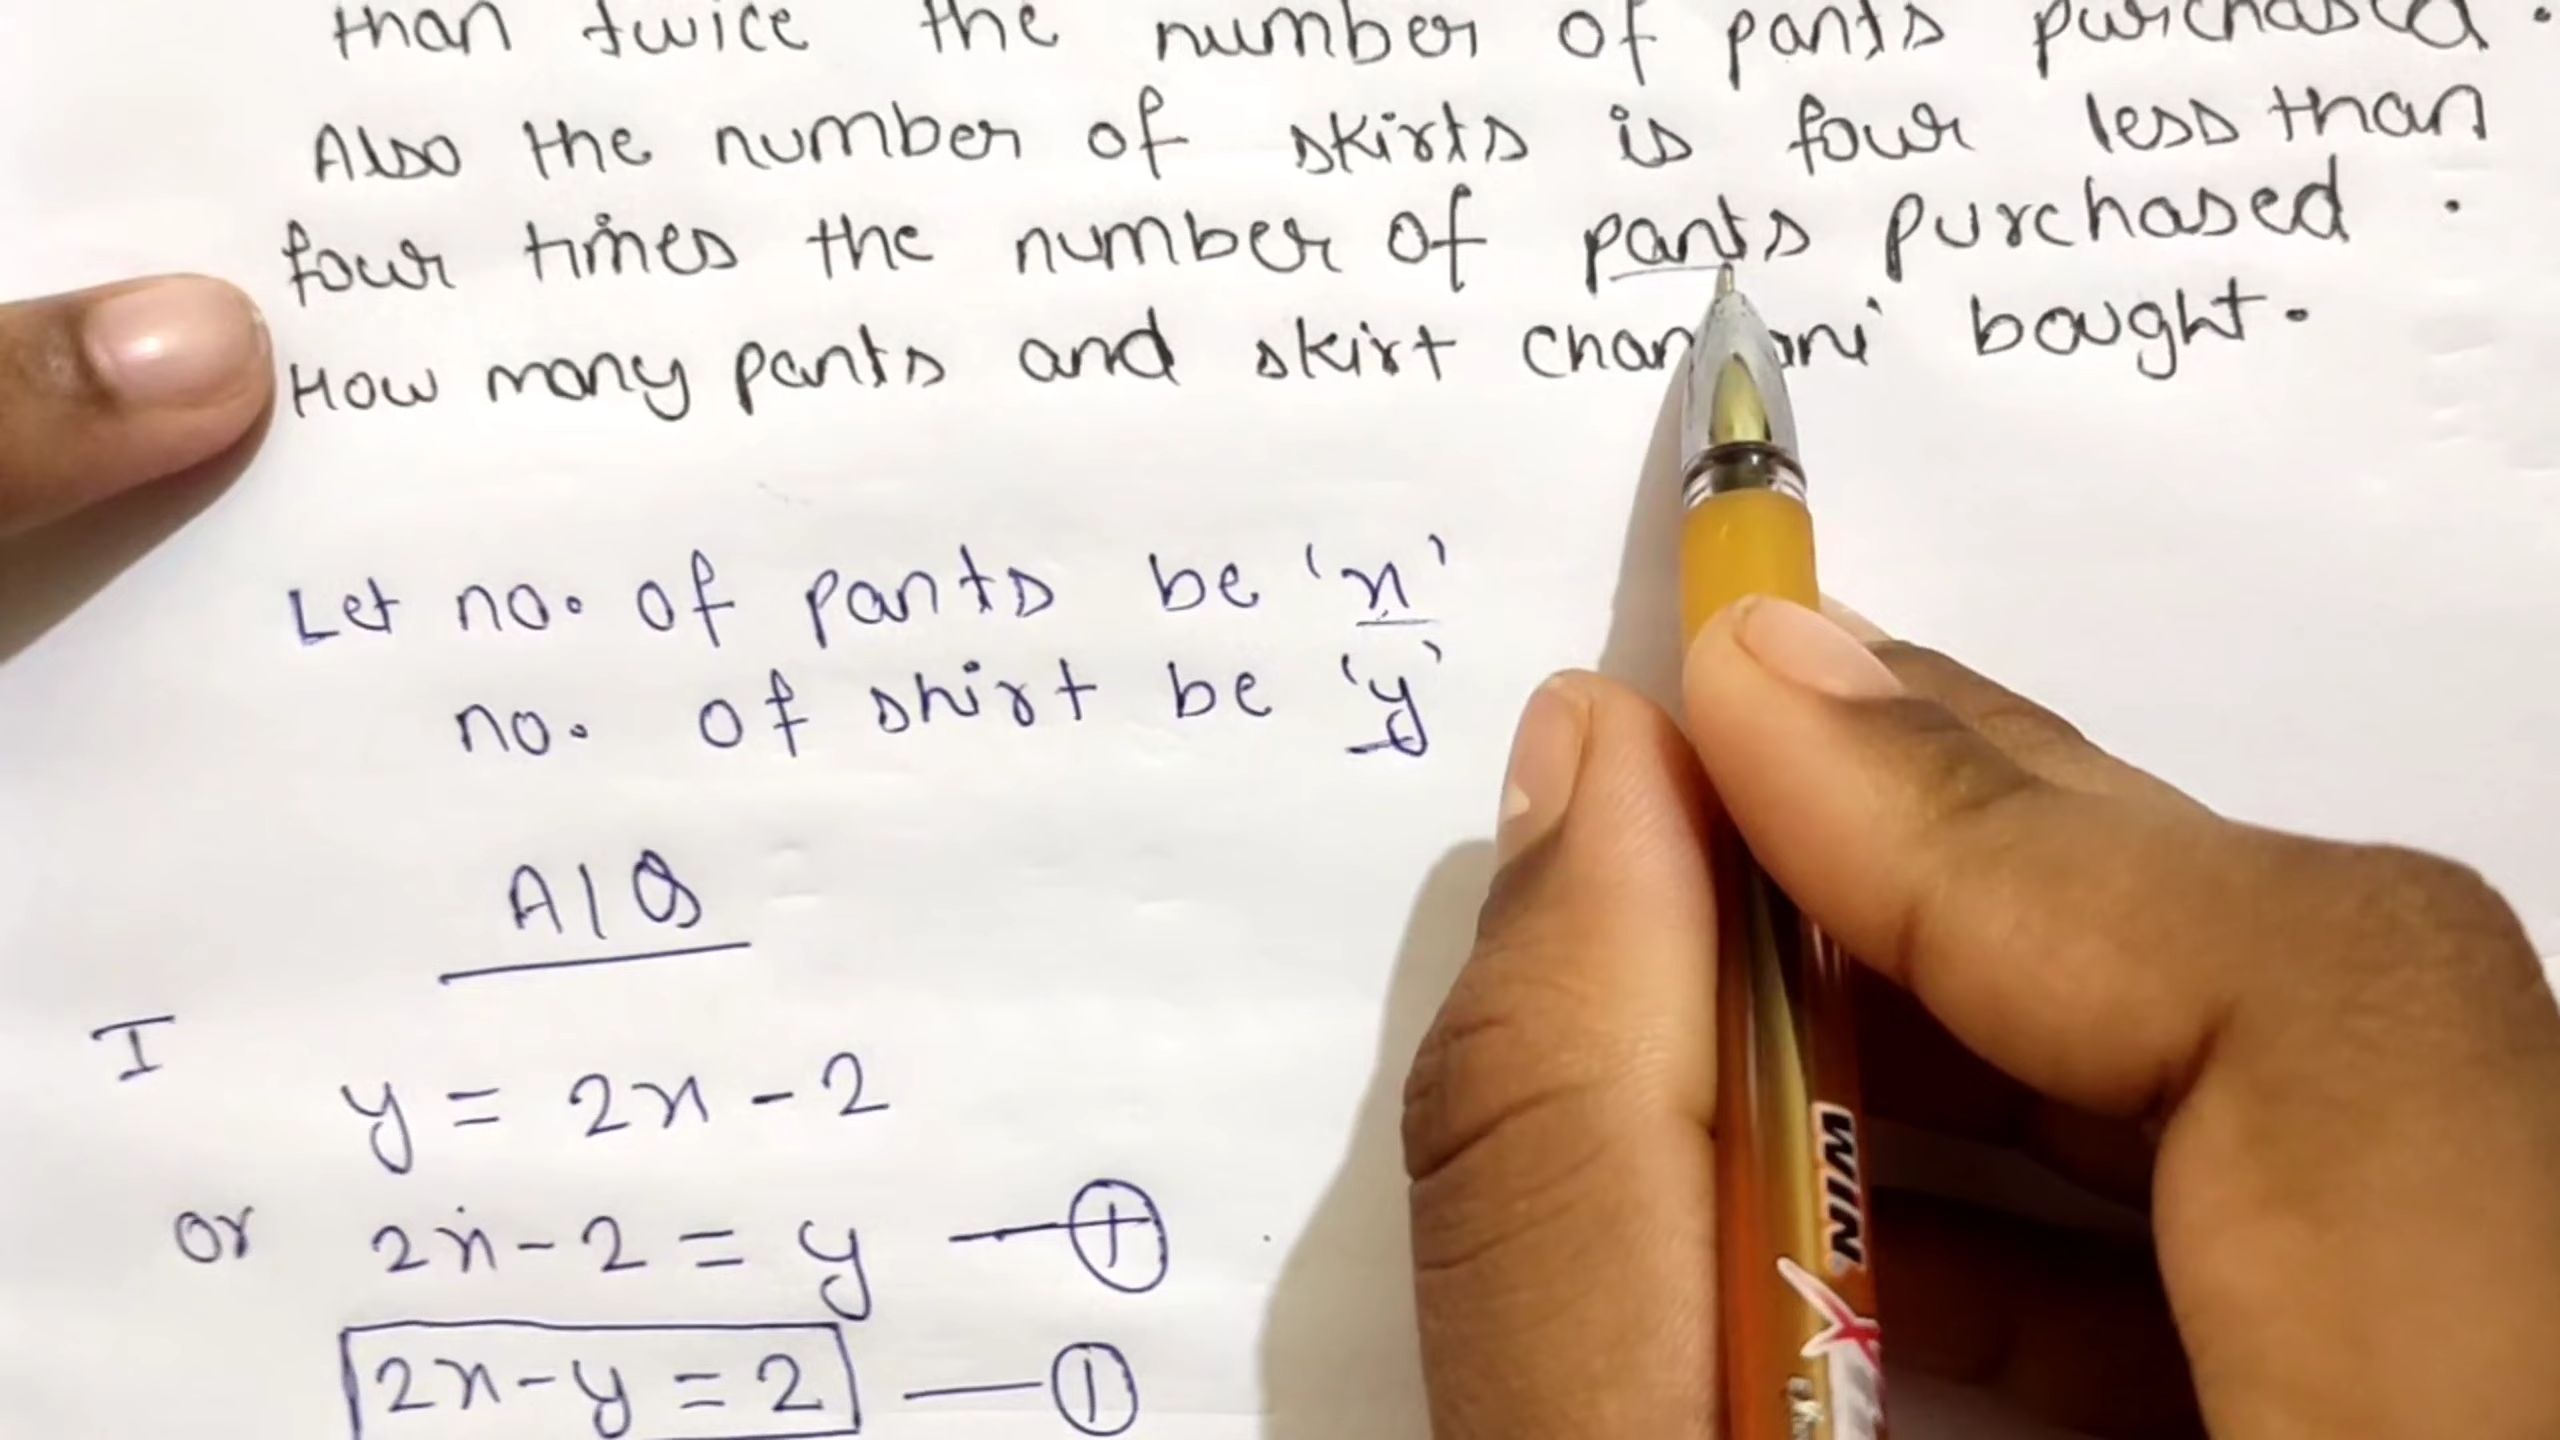 than twice the number of pants purchased.
Also the number of skirts is four less than
four times the number of pants purchased.
How many pants and skirt bought.
Let no. of pants be 'x'
no. of shirt be 'y'
A/Q
I
y = 2x - 2
or 2x - 2 = y — 1
2x - y = 2 — 1
WIN